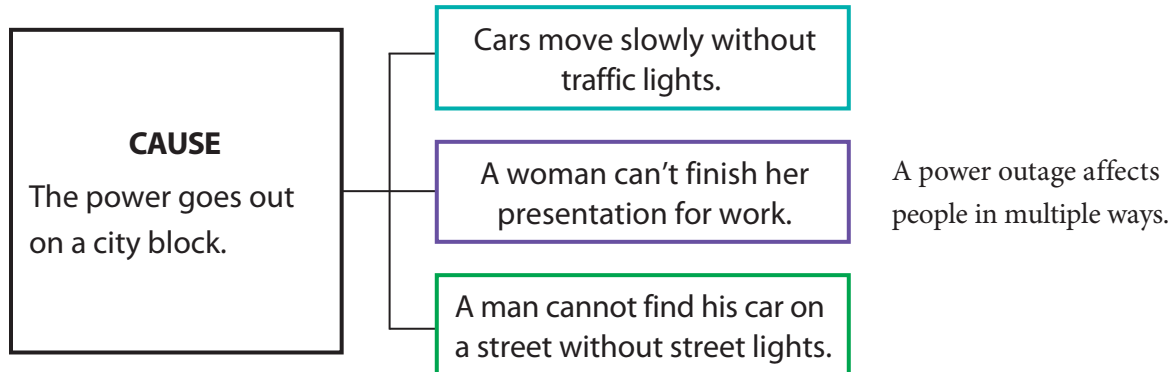 CAUSE
The power goes out
on a city block.
Cars move slowly without
traffic lights.
A woman can’t finish her
presentation for work.
A man cannot find his car on
a street without street lights.
A power outage affects
people in multiple ways.